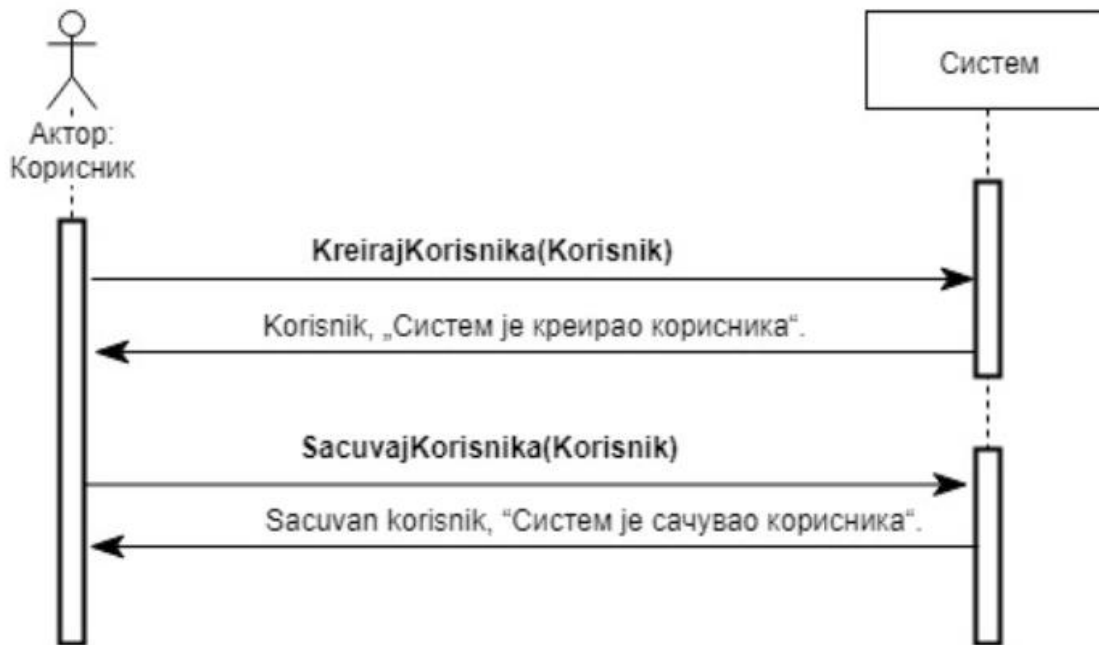 Актор:
Корисник
Систем
KreirajKorisnika(Korisnik)
Korisnik, „Систем је креирао корисника“.
SacuvajKorisnika(Korisnik)
Sacuvan korisnik, “Систем је сачувао корисника“.